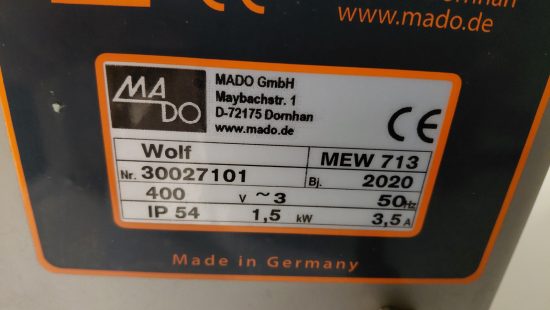 Dornhan
www.mado.de
MADO
MADO GmbH
Maybachstr. 1
D-72175 Dornhan
www.mado.de
CE
Wolf MEW 713
Nr. 30027101 Bj. 2020
400 V ~3 50Hz
IP 54 1,5 kW 3,5 A
Made in Germany